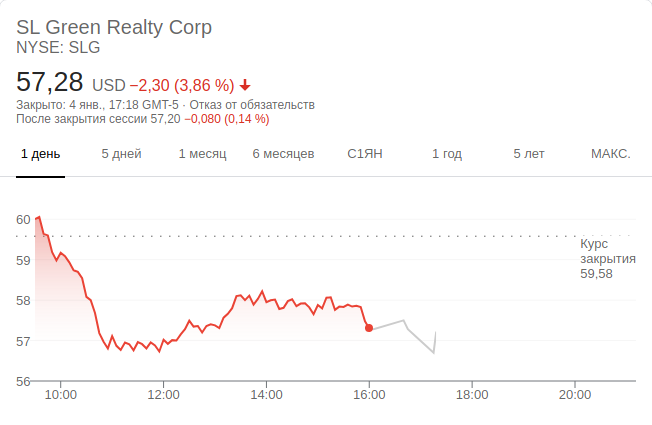 SL Green Realty Corp
NYSE: SLG
57,28 USD −2,30 (3,86 %)
Закрыто: 4 янв., 17:18 GMT-5 · Отказ от обязательств
После закрытия сессии 57,20 −0,080 (0,14 %)
1 день 5 дней 1 месяц 6 месяцев С1ЯН 1 год 5 лет МАКС.
60
Курс
закрытия
59,58
59
58
57
56
10:00 12:00 14:00 16:00 18:00 20:00